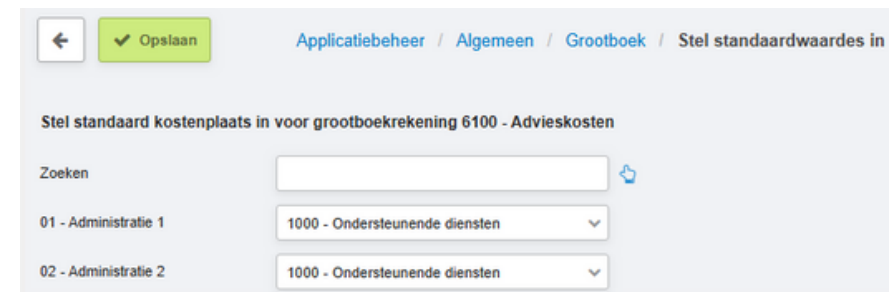 Opslaan
Applicatiebeheer / Algemeen / Grootboek / Stel standaardwaardes in
Stel standaard kostenplaats in voor grootboekrekening 6100 - Advieskosten
Zoeken
01 - Administratie 1
1000 - Ondersteunende diensten
02 - Administratie 2
1000 - Ondersteunende diensten